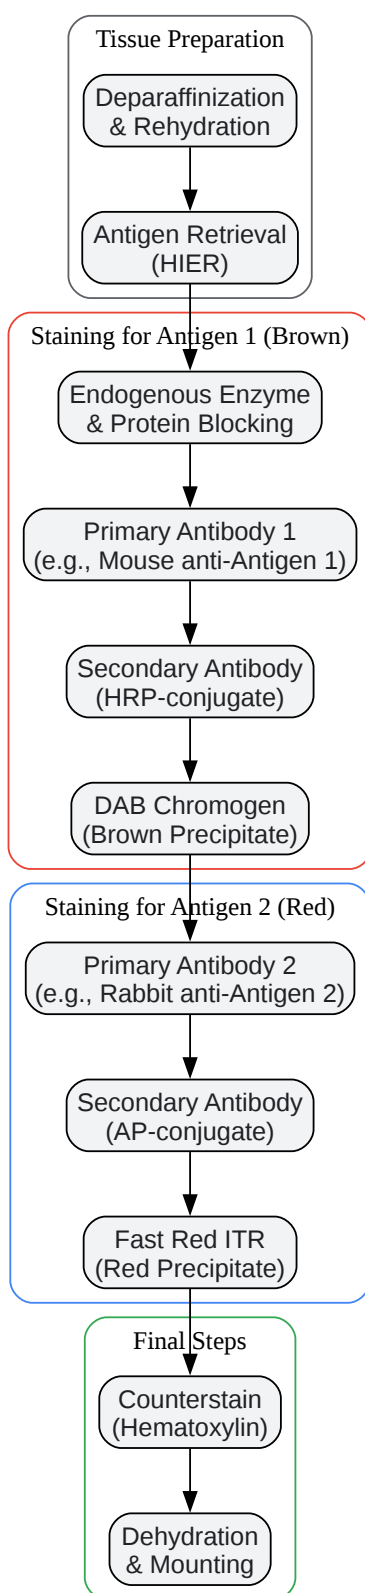 Tissue Preparation
Deparaffinization
& Rehydration
Antigen Retrieval
(HIER)
Staining for Antigen 1 (Brown)
Endogenous Enzyme
& Protein Blocking
Primary Antibody 1
(e.g., Mouse anti-Antigen 1)
Secondary Antibody
(HRP-conjugate)
DAB Chromogen
(Brown Precipitate)
Staining for Antigen 2 (Red)
Primary Antibody 2
(e.g., Rabbit anti-Antigen 2)
Secondary Antibody
(AP-conjugate)
Fast Red ITR
(Red Precipitate)
Final Steps
Counterstain
(Hematoxylin)
Dehydration
& Mounting